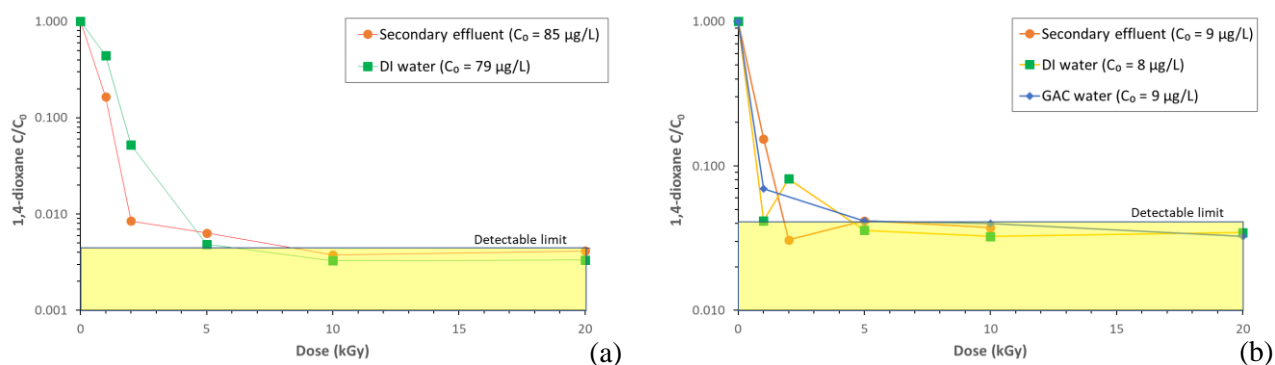 1.000
0.100
0.010
0.001
1,4-dioxane C/C₀
Secondary effluent (C₀ = 85 µg/L)
DI water (C₀ = 79 µg/L)
Detectable limit
0 5 10 15 20
Dose (kGy)
(a)
1.000
0.100
0.010
1,4-dioxane C/C₀
Secondary effluent (C₀ = 9 µg/L)
DI water (C₀ = 8 µg/L)
GAC water (C₀ = 9 µg/L)
Detectable limit
0 5 10 15 20
Dose (kGy)
(b)